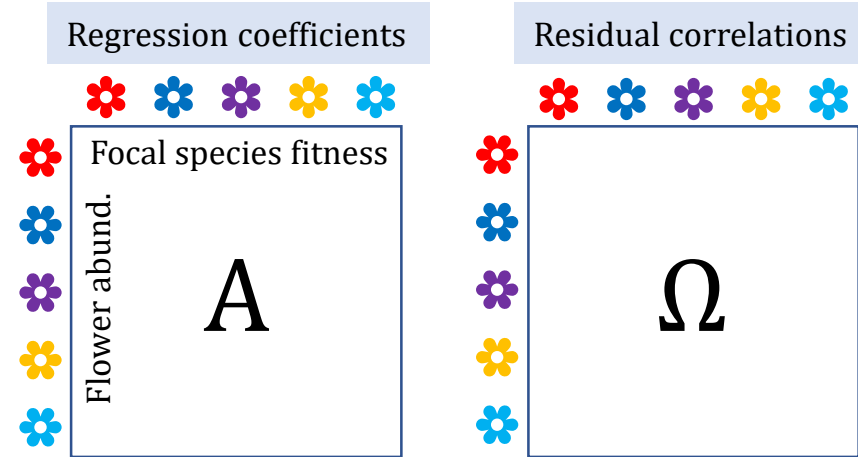 Regression coefficients
Residual correlations
Focal species fitness
Flower abund.
A
Ω